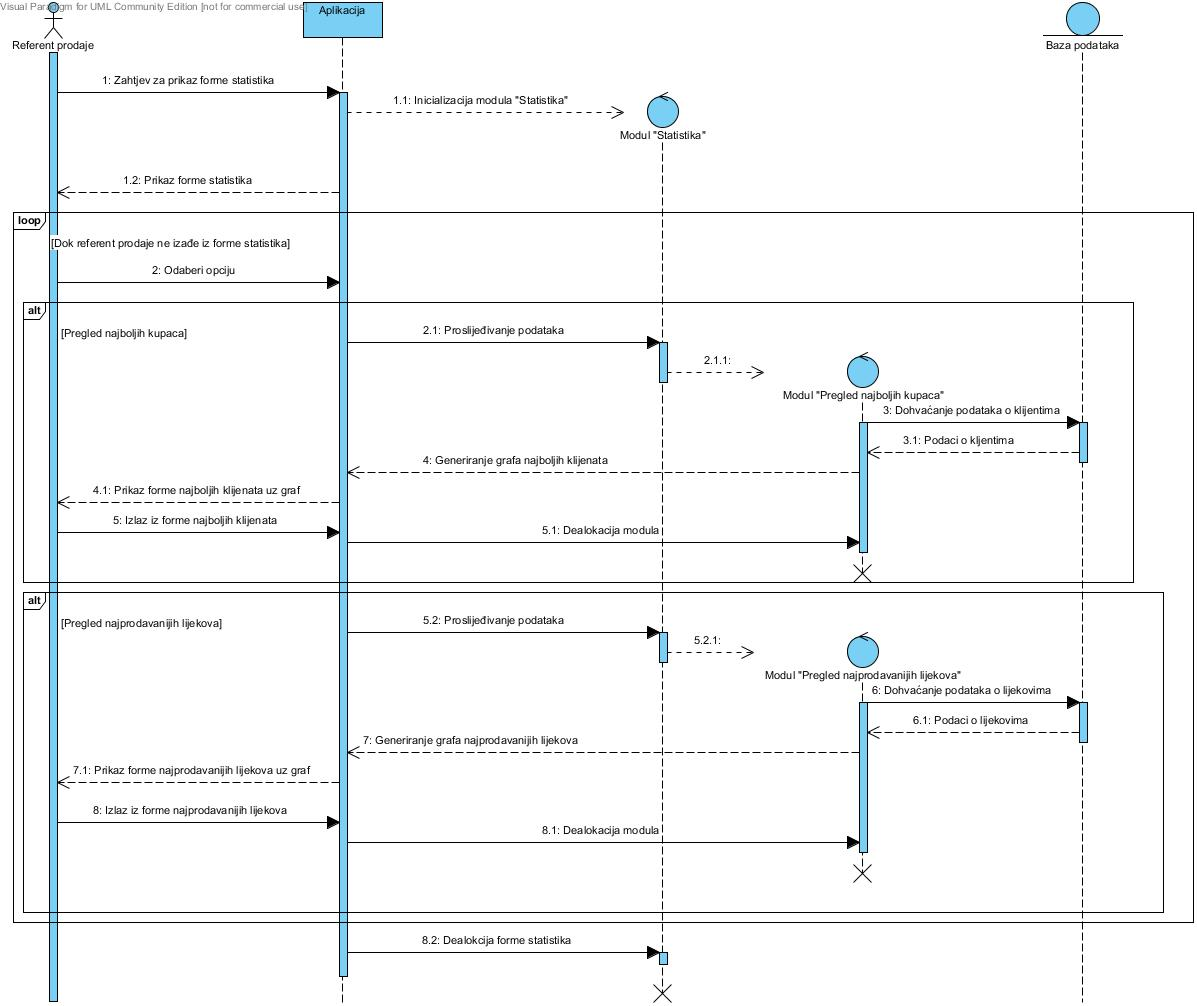 Visual Paradigm for UML Community Edition [not for commercial use]
Aplikacija
Referent prodaje
Baza podataka
1: Zahtjev za prikaz forme statistika
1.1: Inicializacija modula "Statistika"
Modul "Statistika"
1.2: Prikaz forme statistika
loop
[Dok referent prodaje ne izađe iz forme statistika]
2: Odaberi opciju
alt
[Pregled najboljih kupaca]
2.1: Proslijeđivanje podataka
2.1.1:
Modul "Pregled najboljih kupaca"
3: Dohvaćanje podataka o klijentima
3.1: Podaci o kljentima
4: Generiranje grafa najboljih klijenata
4.1: Prikaz forme najboljih klijenata uz graf
5: Izlaz iz forme najboljih klijenata
5.1: Dealokacija modula
alt
[Pregled najprodavanijih lijekova]
5.2: Proslijeđivanje podataka
5.2.1:
Modul "Pregled najprodavanijih lijekova"
6: Dohvaćanje podataka o lijekovima
6.1: Podaci o lijekovima
7: Generiranje grafa najprodavanijih lijekova
7.1: Prikaz forme najprodavanijih lijekova uz graf
8: Izlaz iz forme najprodavanijih lijekova
8.1: Dealokacija modula
8.2: Dealokcija forme statistika